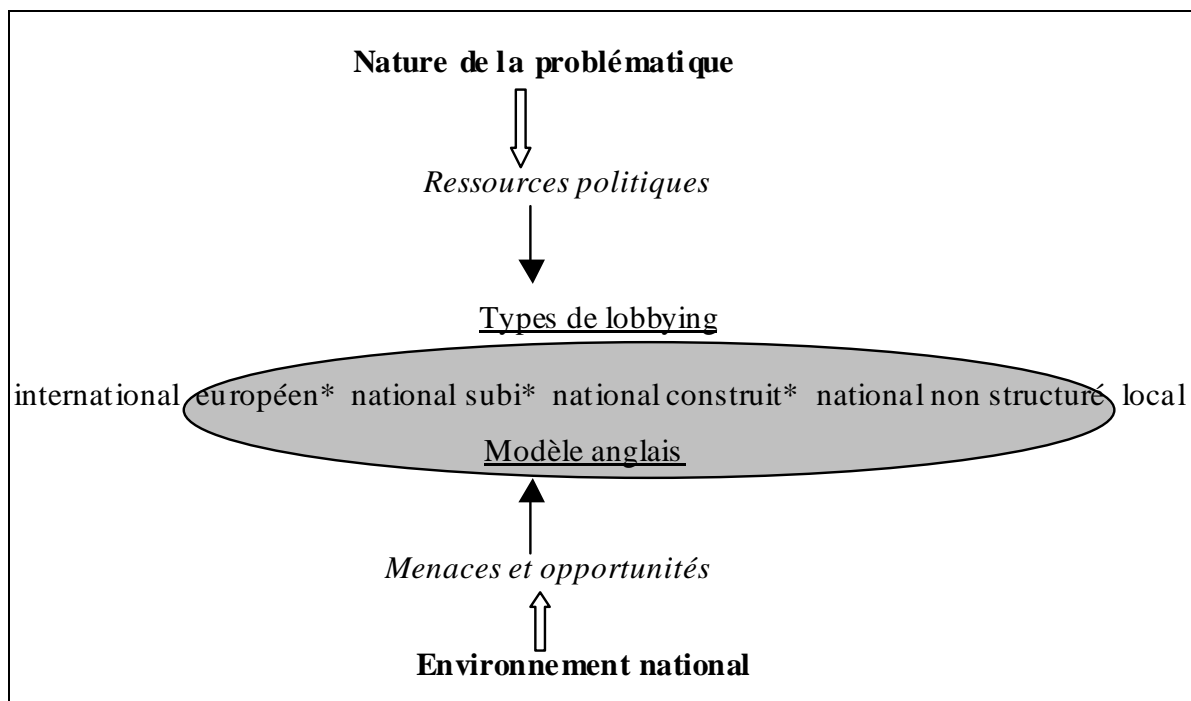 Nature de la problématique
Ressources politiques
Types de lobbying
international européen* national subi* national construit* national non structuré local
Modèle anglais
Menaces et opportunités
Environnement national